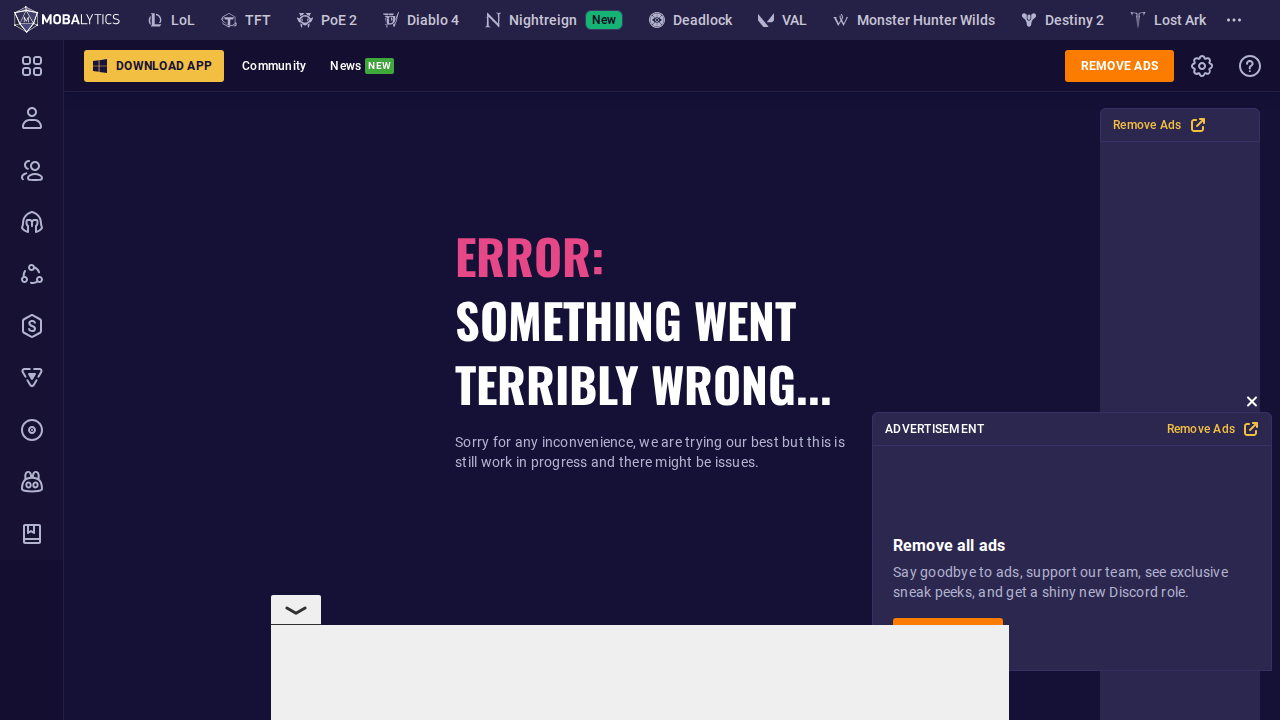 MOBALYTICS
LoL
TFT
PoE 2
Diablo 4
Nightreign
New
Deadlock
VAL
Monster Hunter Wilds
Destiny 2
Lost Ark
DOWNLOAD APP
Community
News
NEW
REMOVE ADS
Remove Ads
ERROR:
SOMETHING WENT
TERRIBLY WRONG...
Sorry for any inconvenience, we are trying our best but this is
still work in progress and there might be issues.
ADVERTISEMENT
Remove Ads
Remove all ads
Say goodbye to ads, support our team, see exclusive
sneak peeks, and get a shiny new Discord role.